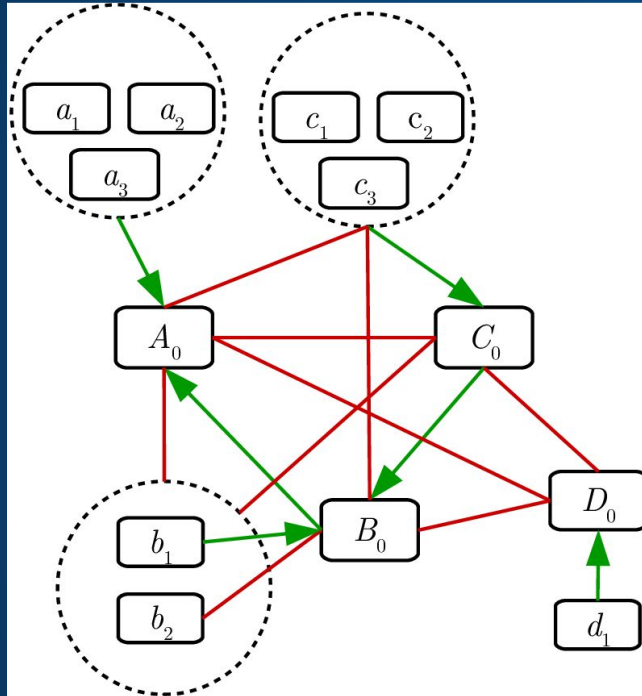 a₁ a₂ c₁ c₂
a₃ c₃
A₀ C₀
D₀
b₁ B₀
b₂ d₁